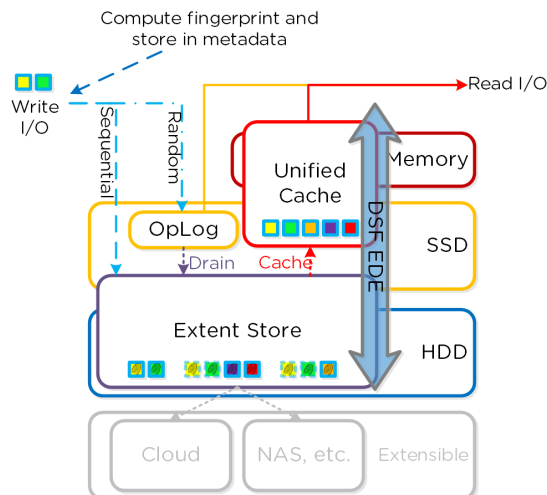 Compute fingerprint and
store in metadata
Read I/O
Write
I/O
Sequential
Random
Memory
Unified
Cache
DSF EDE
OpLog
SSD
Drain
Cache
Extent Store
HDD
Cloud
NAS, etc.
Extensible